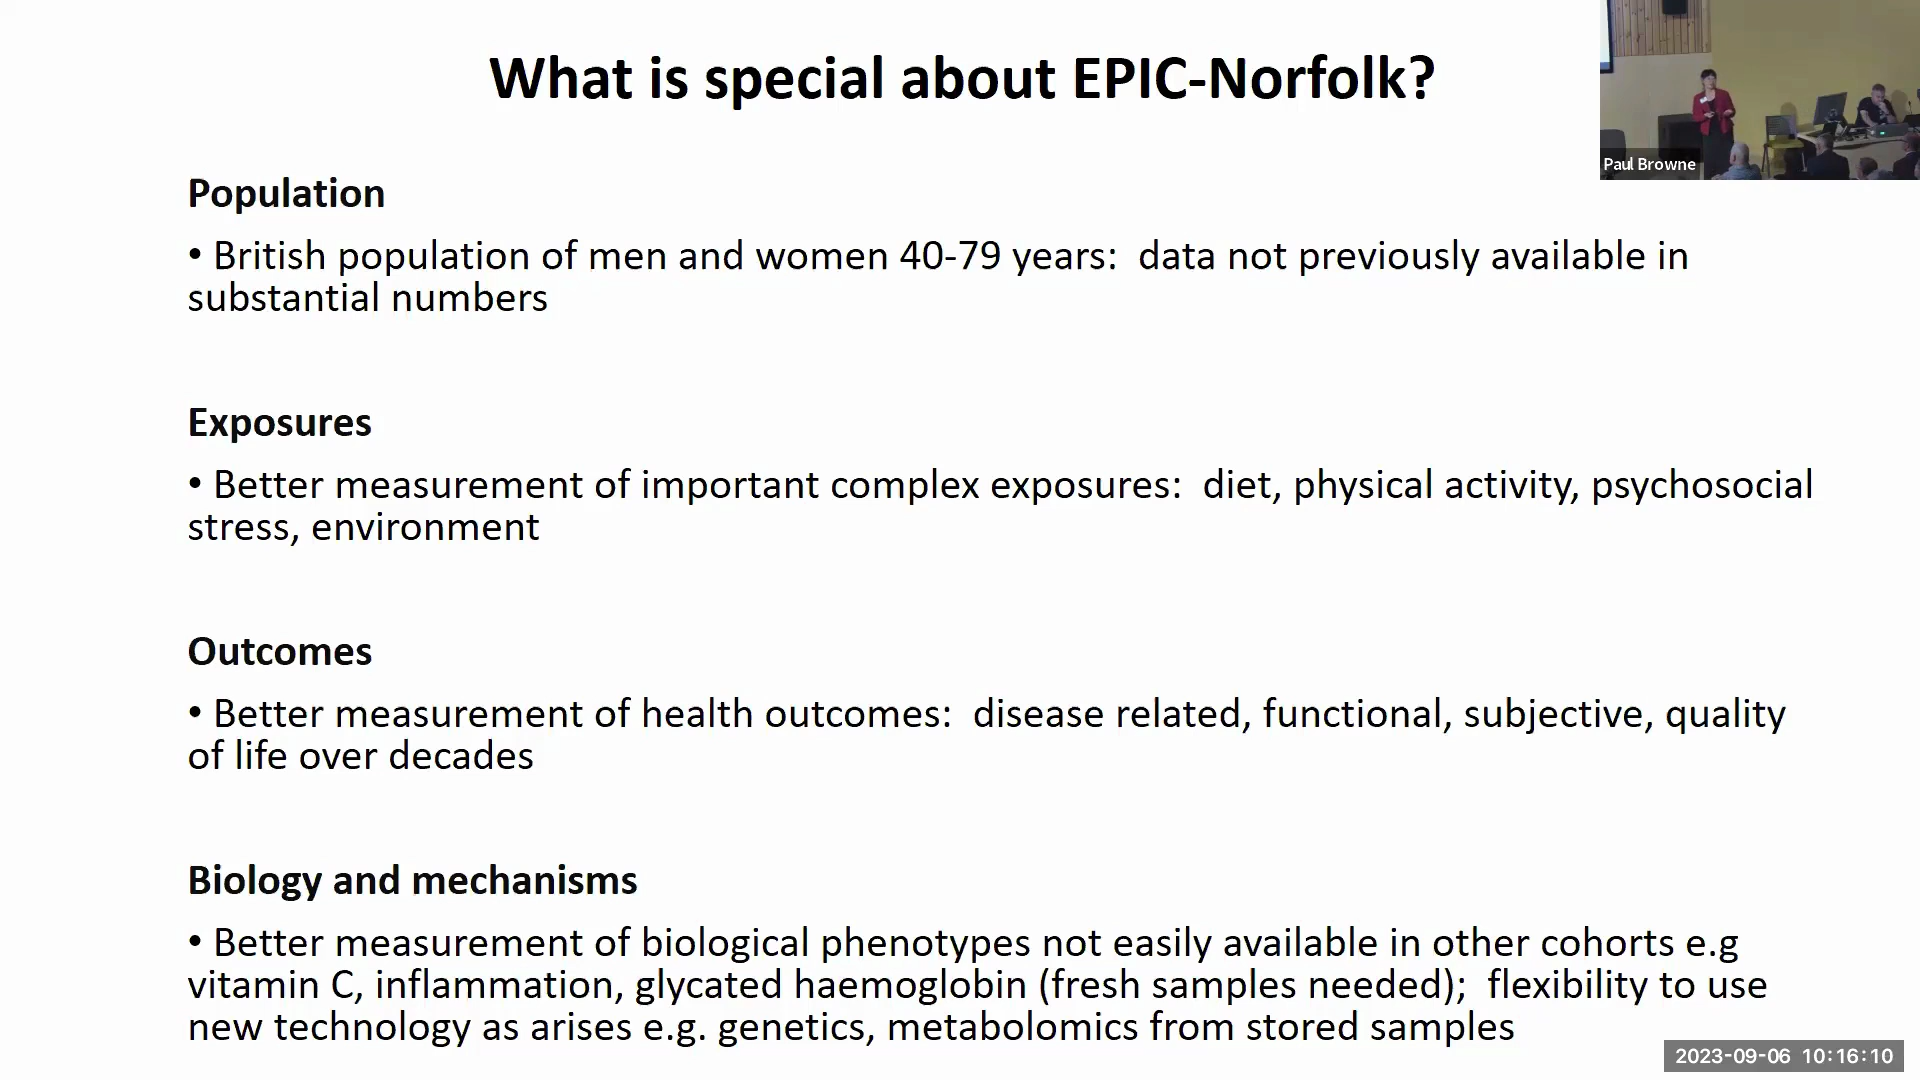 What is special about EPIC-Norfolk?
Paul Browne
Population
• British population of men and women 40-79 years:  data not previously available in
substantial numbers
Exposures
• Better measurement of important complex exposures:  diet, physical activity, psychosocial
stress, environment
Outcomes
• Better measurement of health outcomes:  disease related, functional, subjective, quality
of life over decades
Biology and mechanisms
• Better measurement of biological phenotypes not easily available in other cohorts e.g
vitamin C, inflammation, glycated haemoglobin (fresh samples needed);  flexibility to use
new technology as arises e.g. genetics, metabolomics from stored samples
2023-09-06 10:16:10